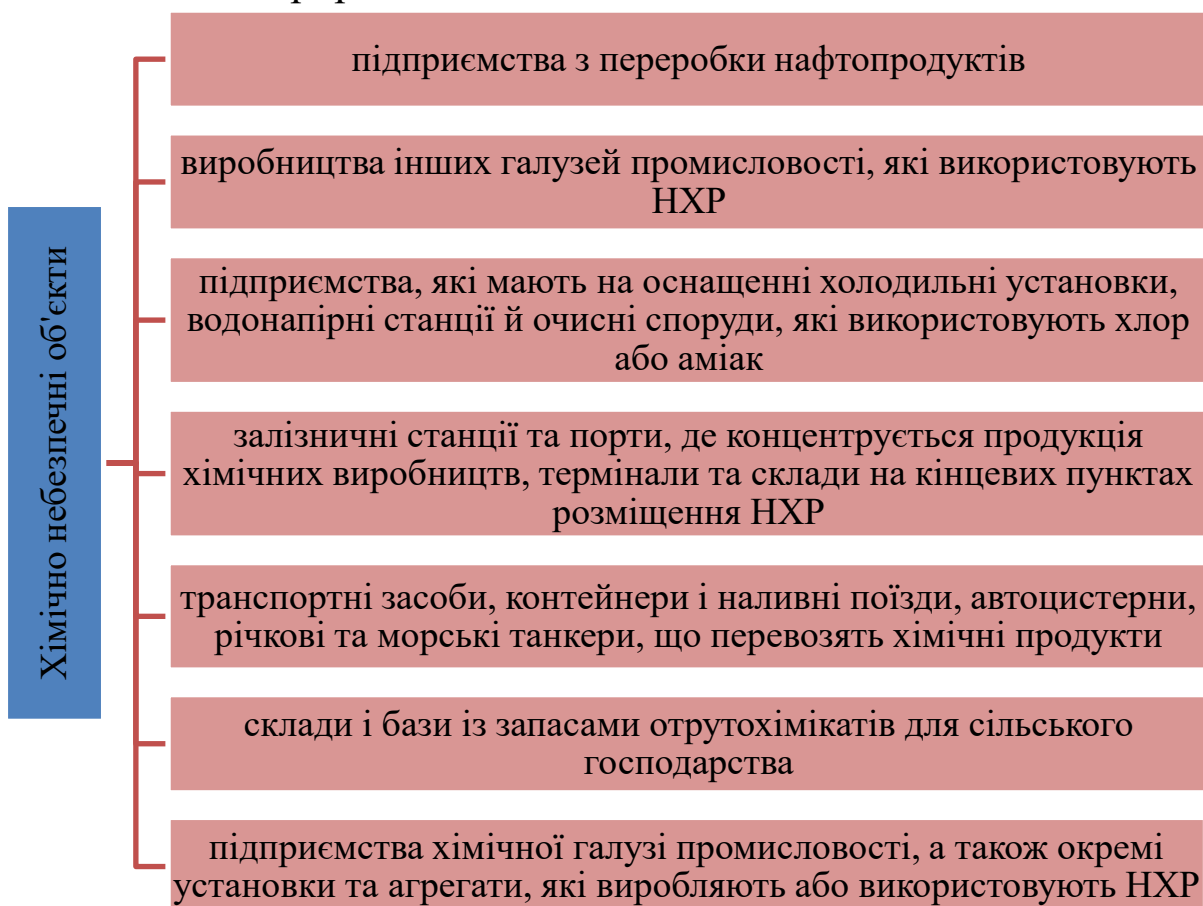 підприємства з переробки нафтопродуктів
виробництва інших галузей промисловості, які використовують
НХР
підприємства, які мають на оснащенні холодильні установки,
водонапірні станції й очисні споруди, які використовують хлор
або аміак
Хімічно небезпечні об'єкти
залізничні станції та порти, де концентрується продукція
хімічних виробництв, термінали та склади на кінцевих пунктах
розміщення НХР
транспортні засоби, контейнери і наливні поїзди, автоцистерни,
річкові та морські танкери, що перевозять хімічні продукти
склади і бази із запасами отрутохімікатів для сільського
господарства
підприємства хімічної галузі промисловості, а також окремі
установки та агрегати, які виробляють або використовують НХР